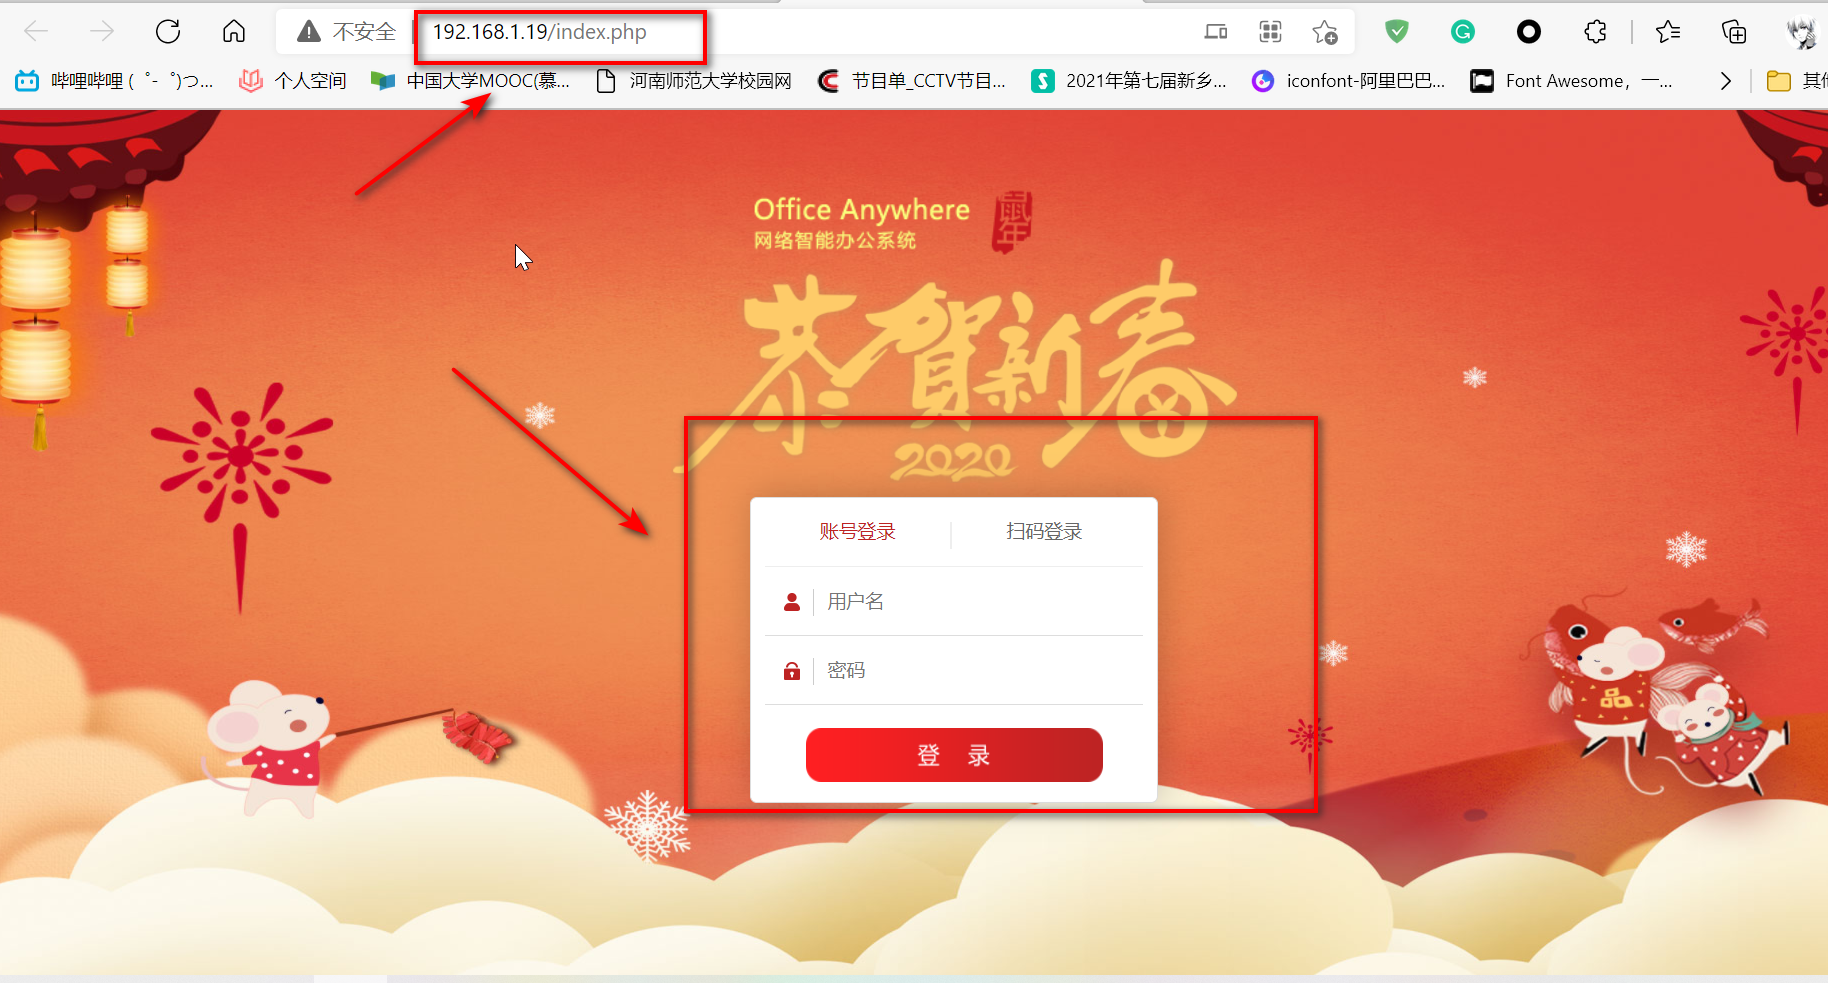 不安全 192.168.1.19/index.php
哔哩哔哩 (゜-゜)つ... 个人空间 中国大学MOOC(慕... 河南师范大学校园网 节目单_CCTV节目... 2021年第七届新乡... iconfont-阿里巴巴... Font Awesome，一... 其他
Office Anywhere
网络智能办公系统
鼠年
恭贺新春
2020
账号登录 扫码登录
用户名
密码
登 录
品